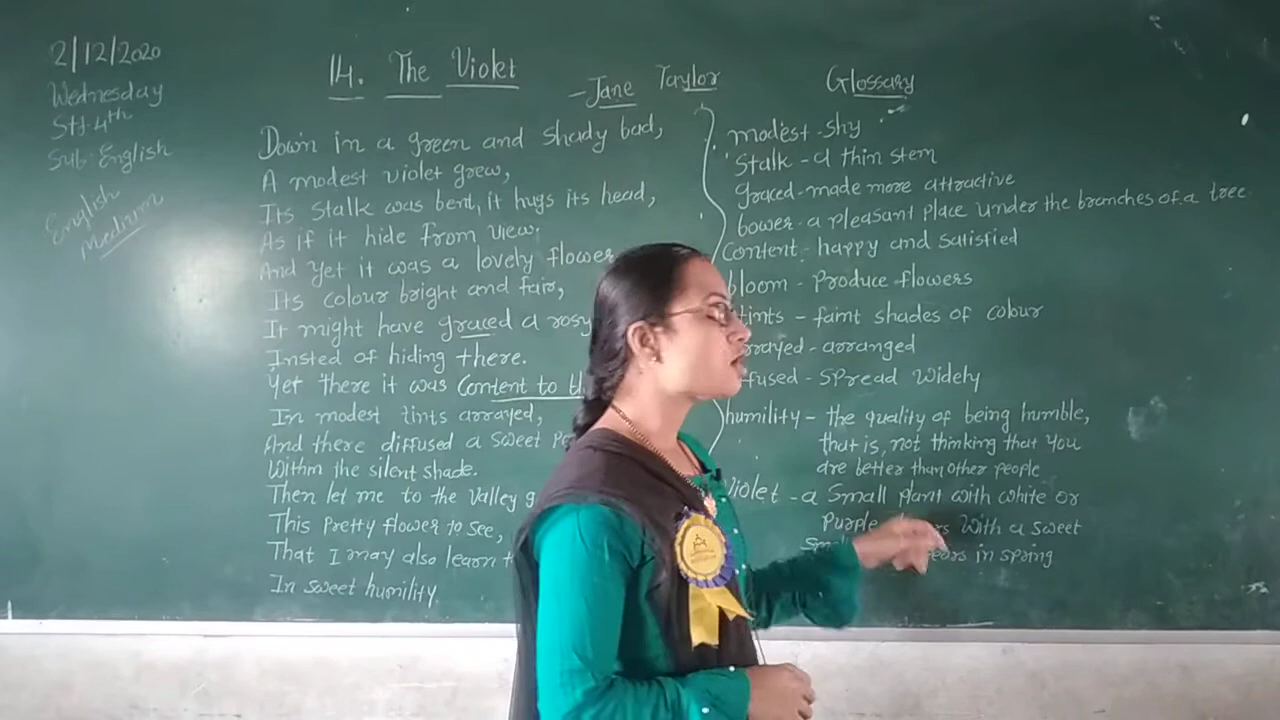 2/12/2020
Wednesday
Std-4th
Sub-English
English
Medium
14. The Violet
-Jane Taylor
Down in a green and shady bad,
A modest violet grew,
Its stalk was bent, it hugs its head,
As if it hide from view.
And yet it was a lovely flower
Its colour bright and fair,
It might have graced a rosy
Insted of hiding there.
Yet there it was Content to bl
In modest tints arrayed,
And there diffused a sweet pe
Within the silent shade.
Then let me to the Valley g
This pretty flower to see,
That I may also learn t
In sweet humility.
Glossary
modest - shy
Stalk - a thin stem
graced - made more attractive
bower - a pleasant place under the branches of a tree
Content - happy and satisfied
bloom - Produce flowers
tints - faint shades of colour
rrayed - arranged
fused - spread widely
humility - the quality of being humble,
that is, not thinking that you
are better than other people
Violet - a small plant with white or
Purple rs with a sweet
Sm ears in spring